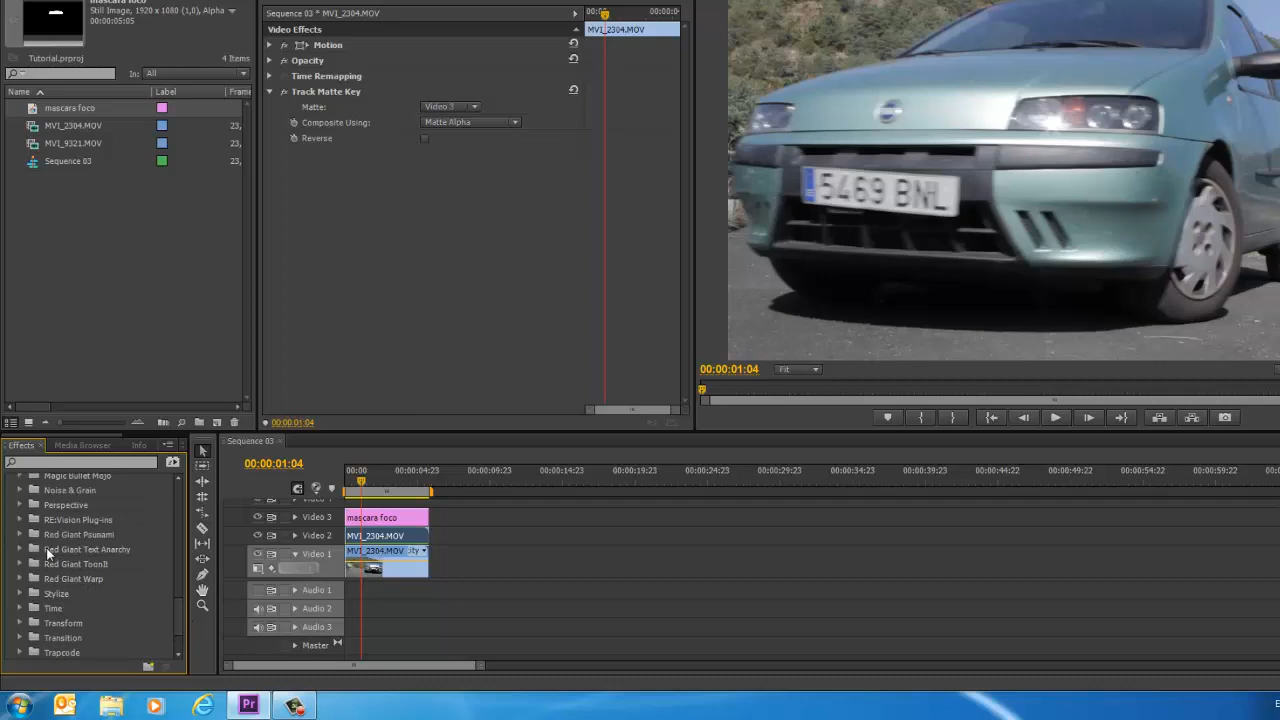 mascara foco
Still Image, 1920 x 1080 (1,0), Alpha
00:00:05:05
Tutorial.prproj
4 Items
In: All
Name
Label
Frame
mascara foco
MVI_2304.MOV
23,
MVI_9321.MOV
23,
Sequence 03
23,
Sequence 03 * MVI_2304.MOV
Video Effects
Motion
Opacity
Time Remapping
Track Matte Key
Matte:
Video 3
Composite Using:
Matte Alpha
Reverse
00:00
00:00:0
MVI_2304.MOV
00:00:01:04
5469 BNL
00:00:01:04
Fit
Effects
Media Browser
Info
Magic Bullet Mojo
Noise & Grain
Perspective
RE:Vision Plug-ins
Red Giant Psunami
Red Giant Text Anarchy
Red Giant ToonIt
Red Giant Warp
Stylize
Time
Transform
Transition
Trapcode
Sequence 03
00:00:01:04
00:00
00:00:04:23
00:00:09:23
00:00:14:23
00:00:19:23
00:00:24:23
00:00:29:23
00:00:34:23
00:00:39:23
00:00:44:22
00:00:49:22
00:00:54:22
00:00:59:22
Video 3
mascara foco
Video 2
MVI_2304.MOV
Video 1
MVI_2304.MOV
Audio 1
Audio 2
Audio 3
Master
Pr